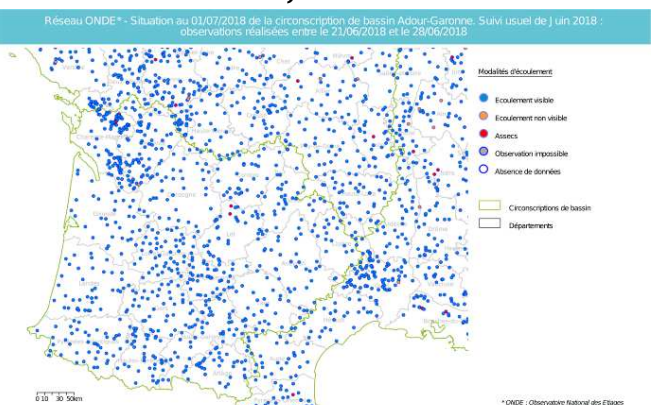 Réseau ONDE* - Situation au 01/07/2018 de la circonscription de bassin Adour-Garonne. Suivi usuel de Juin 2018 :
observations réalisées entre le 21/06/2018 et le 28/06/2018
Modalités d'écoulement
Ecoulement visible
Ecoulement non visible
Assecs
Observation impossible
Absence de données
Circonscriptions de bassin
Départements
0 10 30 50km
* ONDE : Observatoire National des Etiages